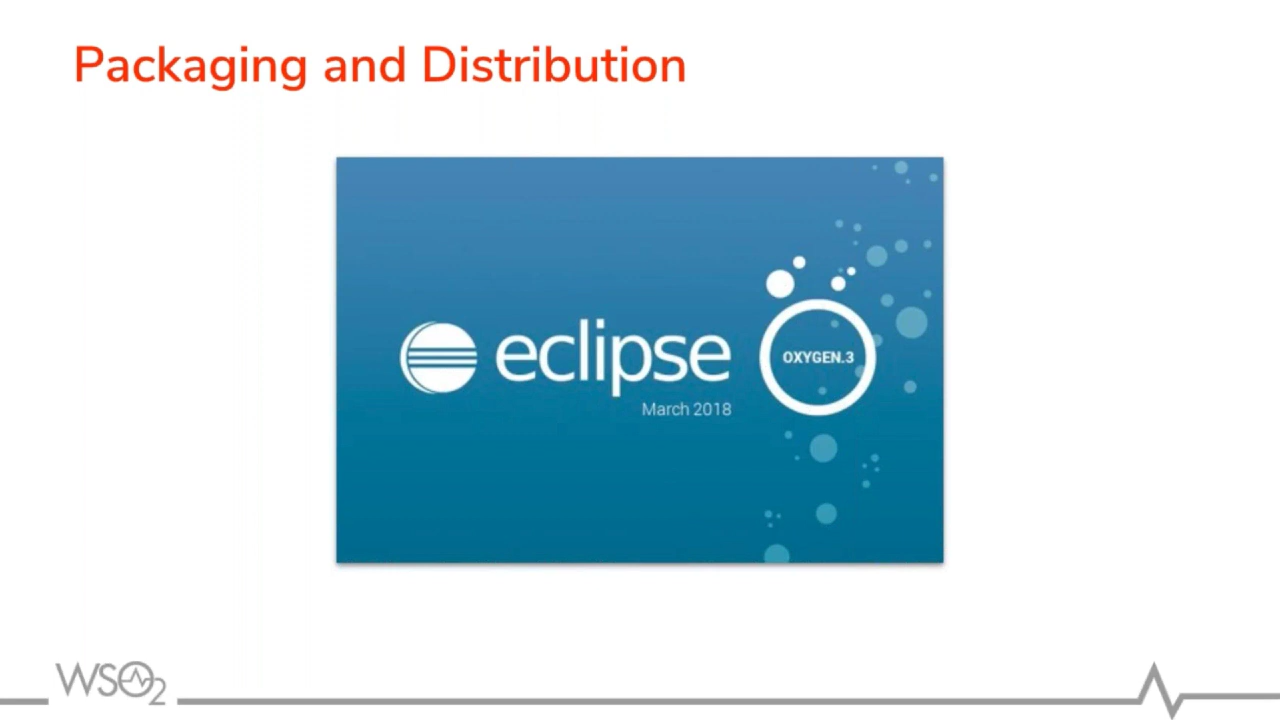 Packaging and Distribution
eclipse
OXYGEN.3
March 2018
WSO2